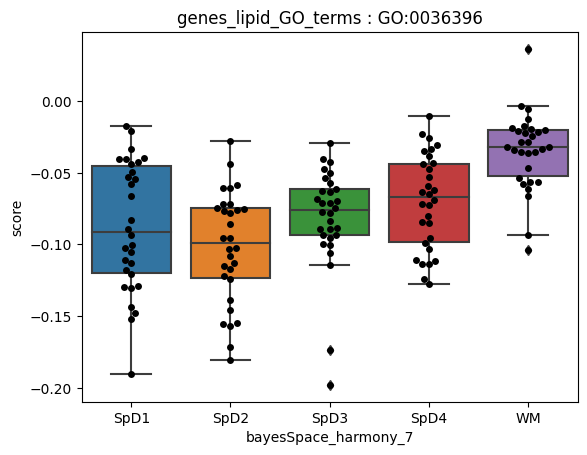 genes_lipid_GO_terms : GO:0036396
0.00
−0.05
−0.10
−0.15
−0.20
score
SpD1 SpD2 SpD3 SpD4 WM
bayesSpace_harmony_7